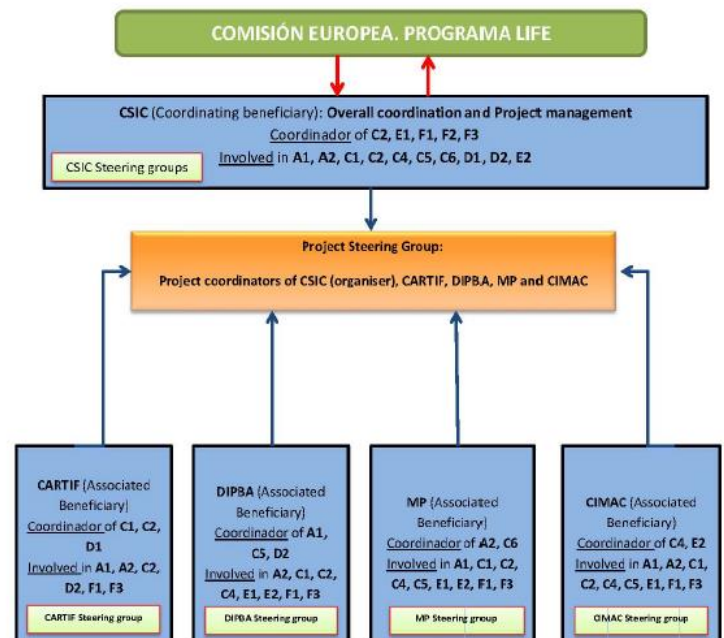 COMISIÓN EUROPEA. PROGRAMA LIFE
CSIC (Coordinating beneficiary): Overall coordination and Project management
Coordinador of C2, E1, F1, F2, F3
Involved in A1, A2, C1, C2, C4, C5, C6, D1, D2, E2
CSIC Steering groups
Project Steering Group:
Project coordinators of CSIC (organiser), CARTIF, DIPBA, MP and CIMAC
CARTIF (Associated
Beneficiary)
Coordinador of C1, C2,
D1
Involved in A1, A2, C2,
D2, F1, F3
CARTIF Steering group
DIPBA (Associated
Beneficiary)
Coordinador of A1,
C5, D2
Involved in A2, C1, C2,
C4, E1, E2, F1, F3
DIPBA Steering group
MP (Associated
Beneficiary)
Coordinador of A2, C6
Involved in A1, C1, C2,
C4, C5, E1, E2, F1, F3
MP Steering group
CIMAC (Associated
Beneficiary)
Coordinador of C4, E2
Involved in A1, A2, C1,
C2, C4, C5, E1, F1, F3
CIMAC Steering group